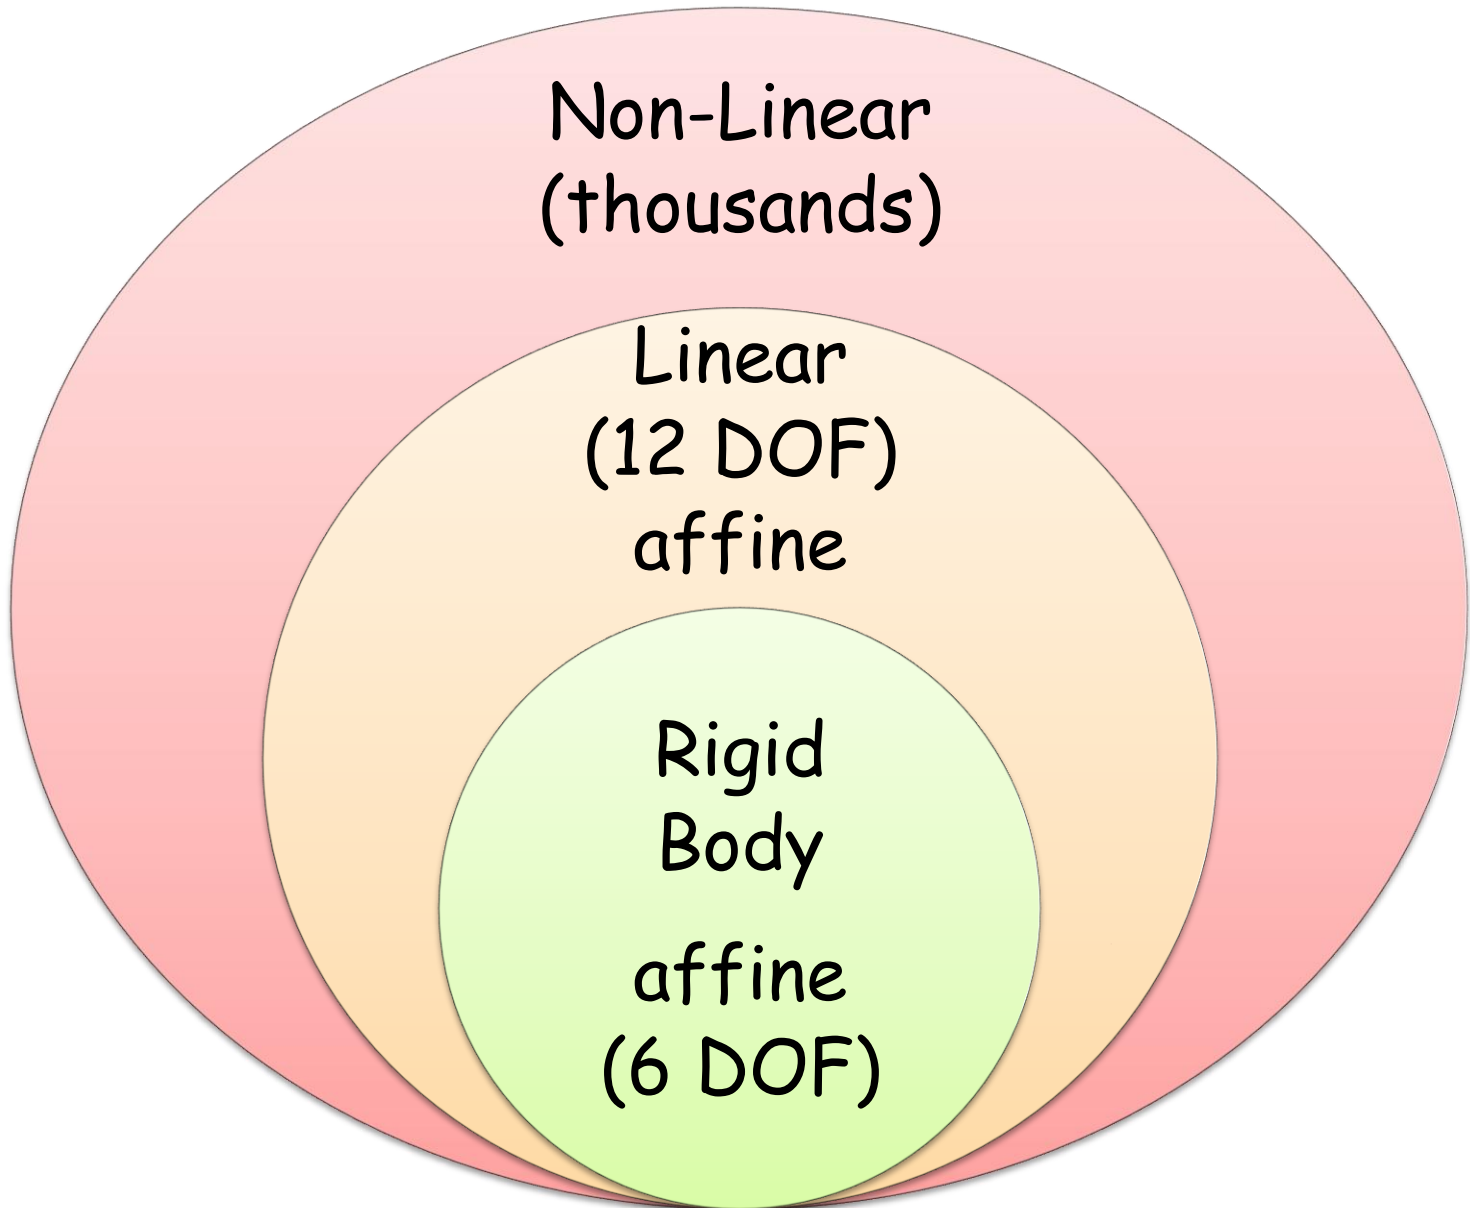 Non-Linear
(thousands)
Linear
(12 DOF)
affine
Rigid
Body
affine
(6 DOF)